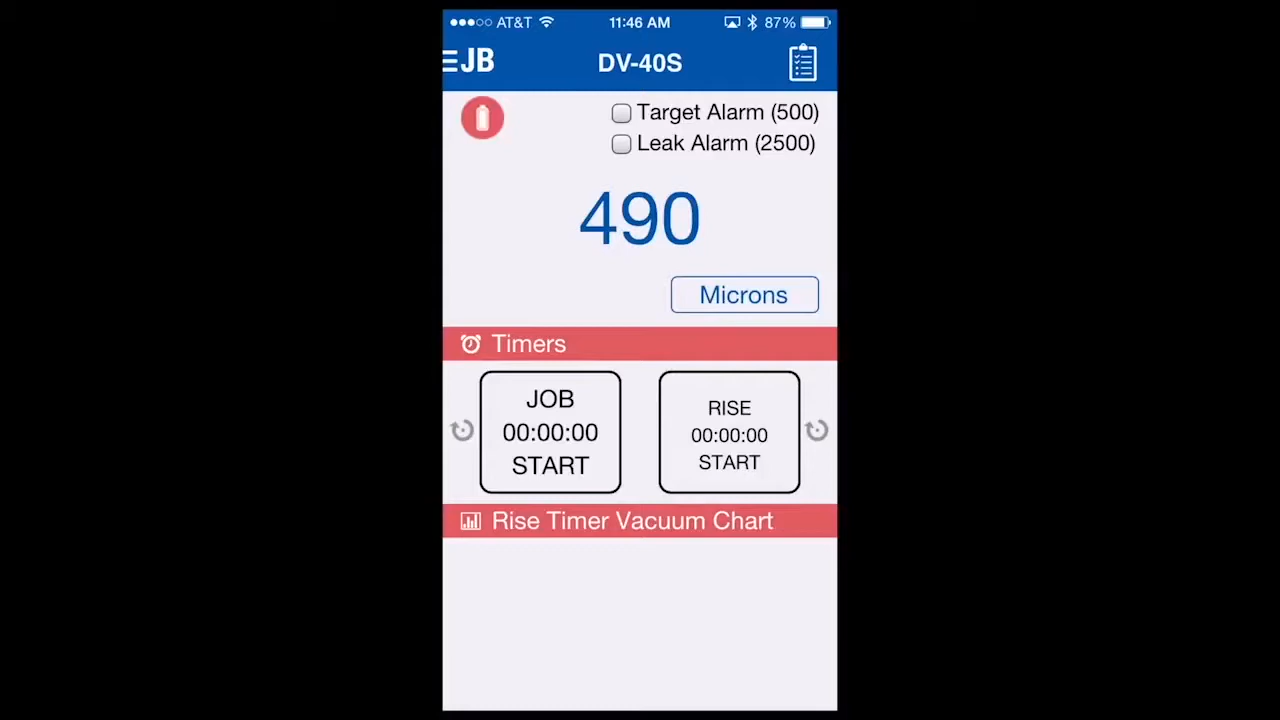 AT&T 11:46 AM 87%
JB DV-40S
Target Alarm (500)
Leak Alarm (2500)
490
Microns
Timers
JOB
00:00:00
START
RISE
00:00:00
START
Rise Timer Vacuum Chart